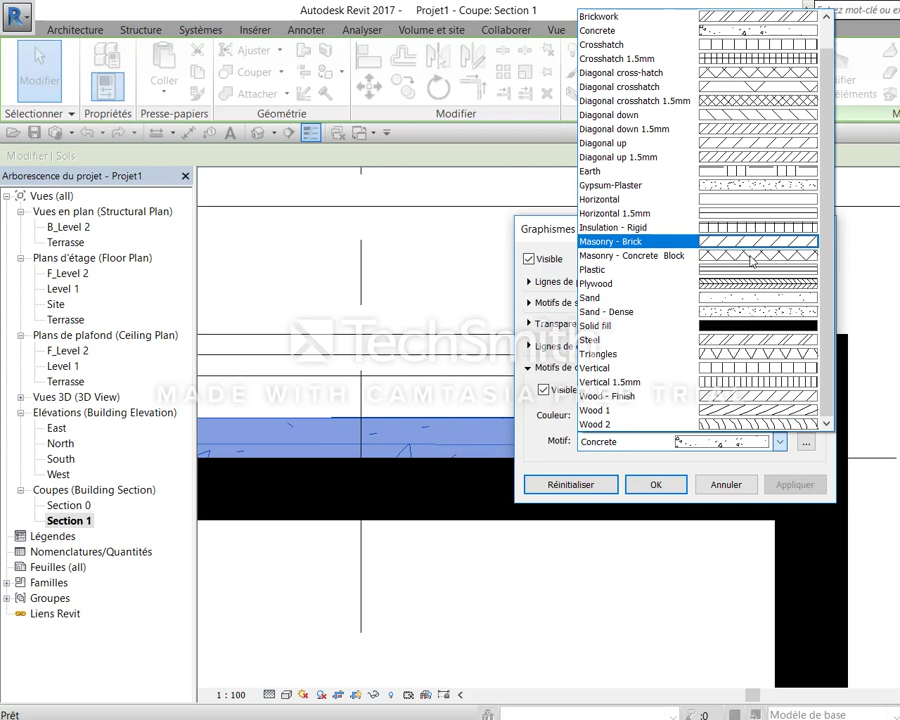 Autodesk Revit 2017 - Projet1 - Coupe: Section 1
Entrez mot-clé ou ex
Architecture Structure Systèmes Insérer Annoter Analyser Volume et site Collaborer Vue
Modifier
Coller
Ajuster
Couper
Attacher
Sélectionner Propriétés Presse-papiers Géométrie Modifier
Modifier | Sols
Arborescence du projet - Projet1
Vues (all)
Vues en plan (Structural Plan)
B_Level 2
Terrasse
Plans d'étage (Floor Plan)
F_Level 2
Level 1
Site
Terrasse
Plans de plafond (Ceiling Plan)
F_Level 2
Level 1
Terrasse
Vues 3D (3D View)
Elévations (Building Elevation)
East
North
South
West
Coupes (Building Section)
Section 0
Section 1
Légendes
Nomenclatures/Quantités
Feuilles (all)
Familles
Groupes
Liens Revit
Brickwork
Concrete
Crosshatch
Crosshatch 1.5mm
Diagonal cross-hatch
Diagonal crosshatch
Diagonal crosshatch 1.5mm
Diagonal down
Diagonal down 1.5mm
Diagonal up
Diagonal up 1.5mm
Earth
Gypsum-Plaster
Horizontal
Horizontal 1.5mm
Insulation - Rigid
Masonry - Brick
Masonry - Concrete Block
Plastic
Plywood
Sand
Sand - Dense
Solid fill
Steel
Triangles
Vertical
Vertical 1.5mm
Wood - Finish
Wood 1
Wood 2
Graphismes
Visible
Lignes de
Motifs de s
Transpare
Lignes de c
Motifs de c
Visible
Couleur:
Motif: Concrete ...
Réinitialiser OK Annuler Appliquer
TechSmith
MADE WITH CAMTASIA FREE TRIAL
1 : 100
Prêt
:0
Modèle de base